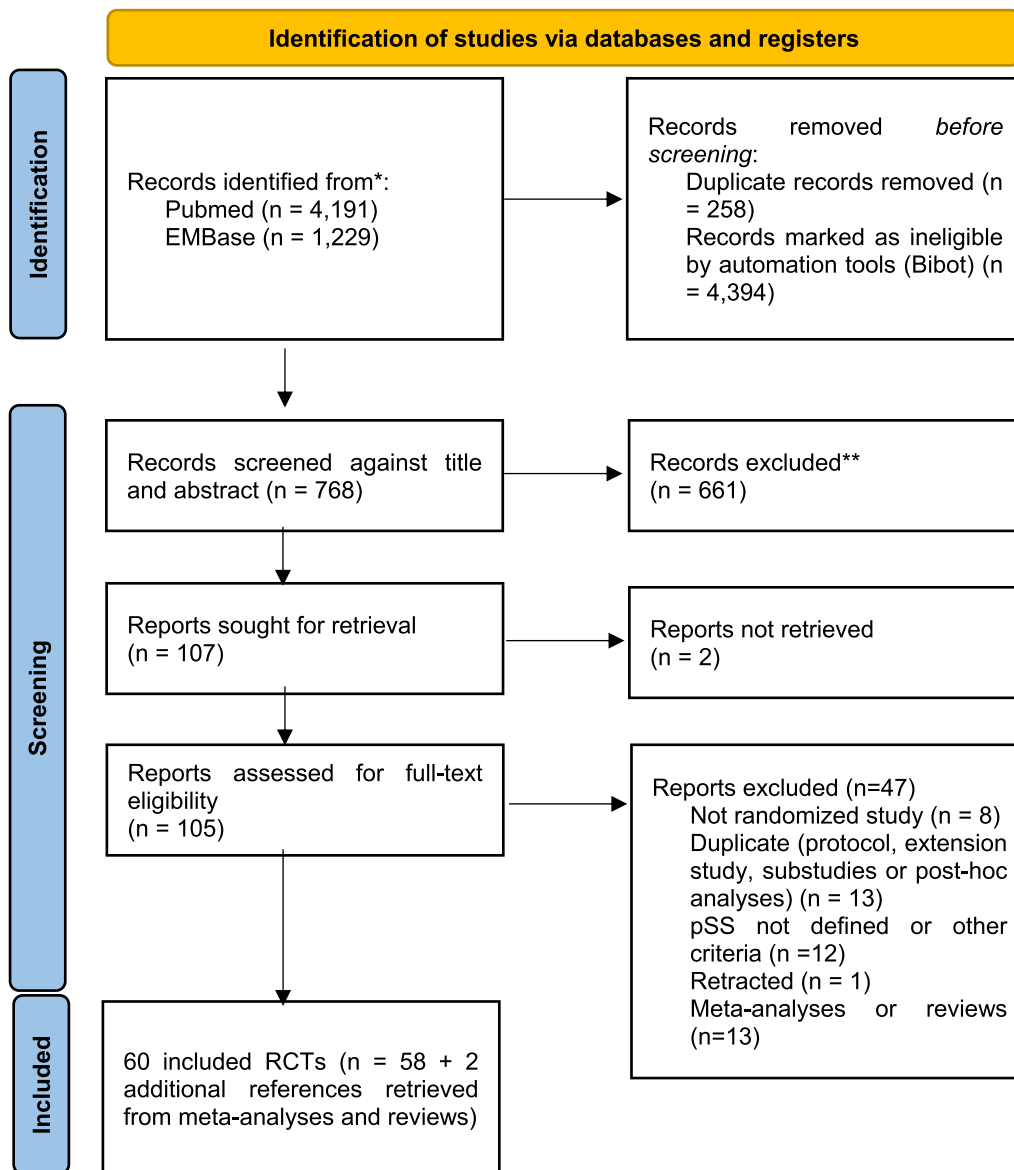 Identification of studies via databases and registers
Identification
Records identified from*:
Pubmed (n = 4,191)
EMBase (n = 1,229)
Records removed before
screening:
Duplicate records removed (n
= 258)
Records marked as ineligible
by automation tools (Bibot) (n
= 4,394)
Screening
Records screened against title
and abstract (n = 768)
Records excluded**
(n = 661)
Reports sought for retrieval
(n = 107)
Reports not retrieved
(n = 2)
Reports assessed for full-text
eligibility
(n = 105)
Reports excluded (n=47)
Not randomized study (n = 8)
Duplicate (protocol, extension
study, substudies or post-hoc
analyses) (n = 13)
pSS not defined or other
criteria (n =12)
Retracted (n = 1)
Meta-analyses or reviews
(n=13)
Included
60 included RCTs (n = 58 + 2
additional references retrieved
from meta-analyses and reviews)